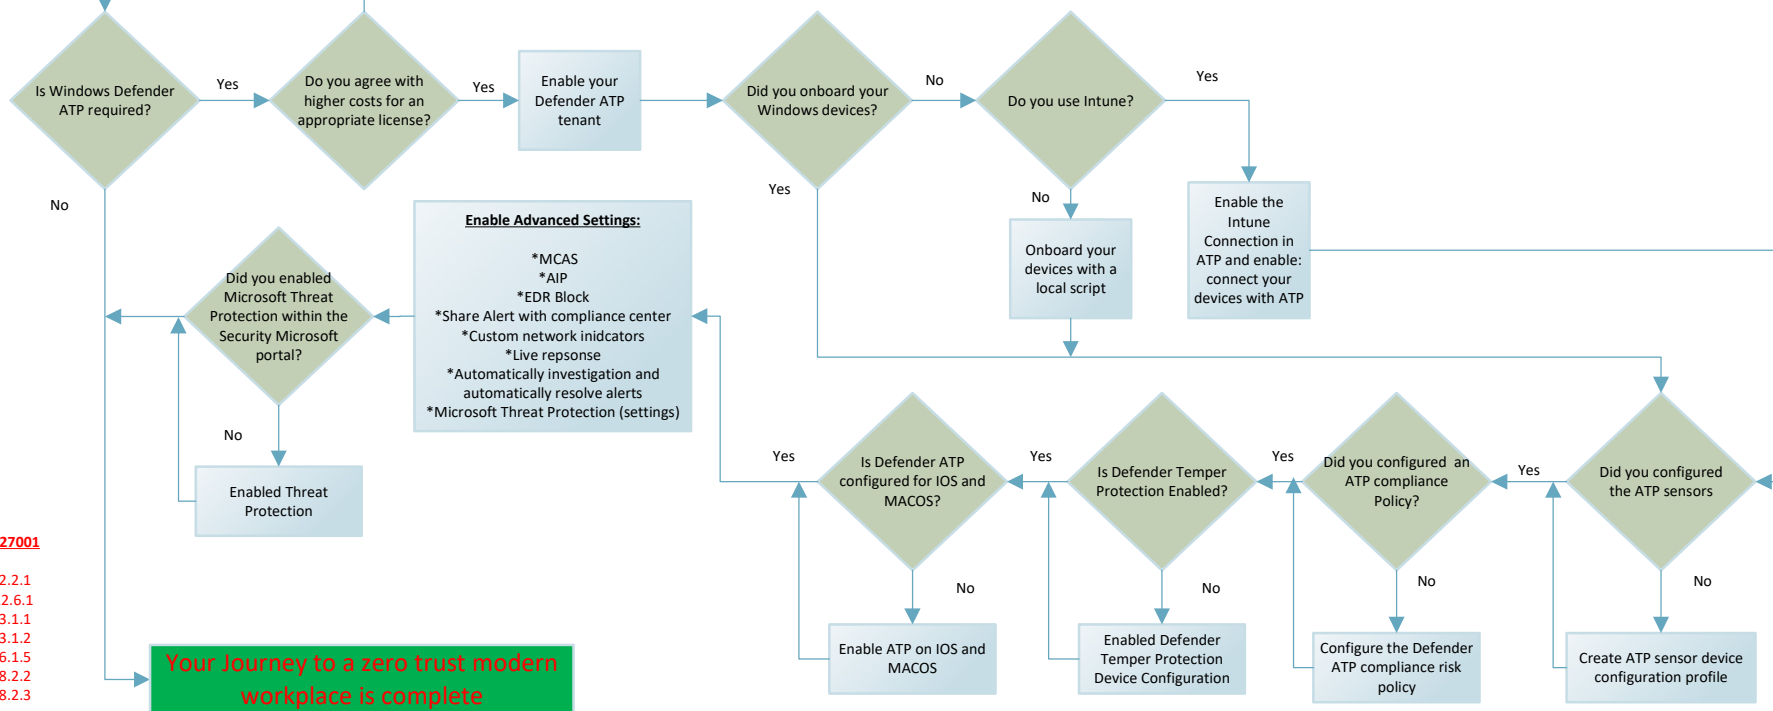 Is Windows Defender
ATP required?
Yes
No
Do you agree with
higher costs for an
appropriate license?
Yes
Enable your
Defender ATP
tenant
Did you onboard your
Windows devices?
No
Yes
Do you use Intune?
Yes
No
Onboard your
devices with a
local script
Enable the
Intune
Connection in
ATP and enable:
connect your
devices with ATP
Did you configured
the ATP sensors
No
Create ATP sensor device
configuration profile
Yes
Did you configured an
ATP compliance
Policy?
No
Configure the Defender
ATP compliance risk
policy
Yes
Is Defender Temper
Protection Enabled?
No
Enabled Defender
Temper Protection
Device Configuration
Yes
Is Defender ATP
configured for IOS and
MACOS?
No
Enable ATP on IOS and
MACOS
Yes
Enable Advanced Settings:
*MCAS
*AIP
*EDR Block
*Share Alert with compliance center
*Custom network inidcators
*Live repsonse
*Automatically investigation and
automatically resolve alerts
*Microsoft Threat Protection (settings)
Did you enabled
Microsoft Threat
Protection within the
Security Microsoft
portal?
No
Enabled Threat
Protection
27001
2.2.1
2.6.1
3.1.1
3.1.2
6.1.5
8.2.2
8.2.3
Your Journey to a zero trust modern
workplace is complete